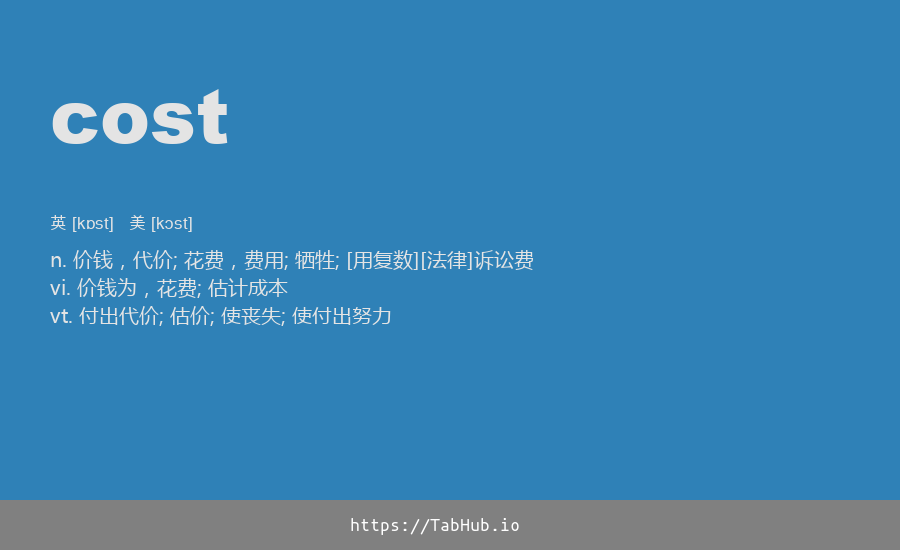 cost
英 [kɒst] 美 [kɔst]
n. 价钱，代价; 花费，费用; 牺牲; [用复数][法律]诉讼费
vi. 价钱为，花费; 估计成本
vt. 付出代价; 估价; 使丧失; 使付出努力
https://TabHub.io